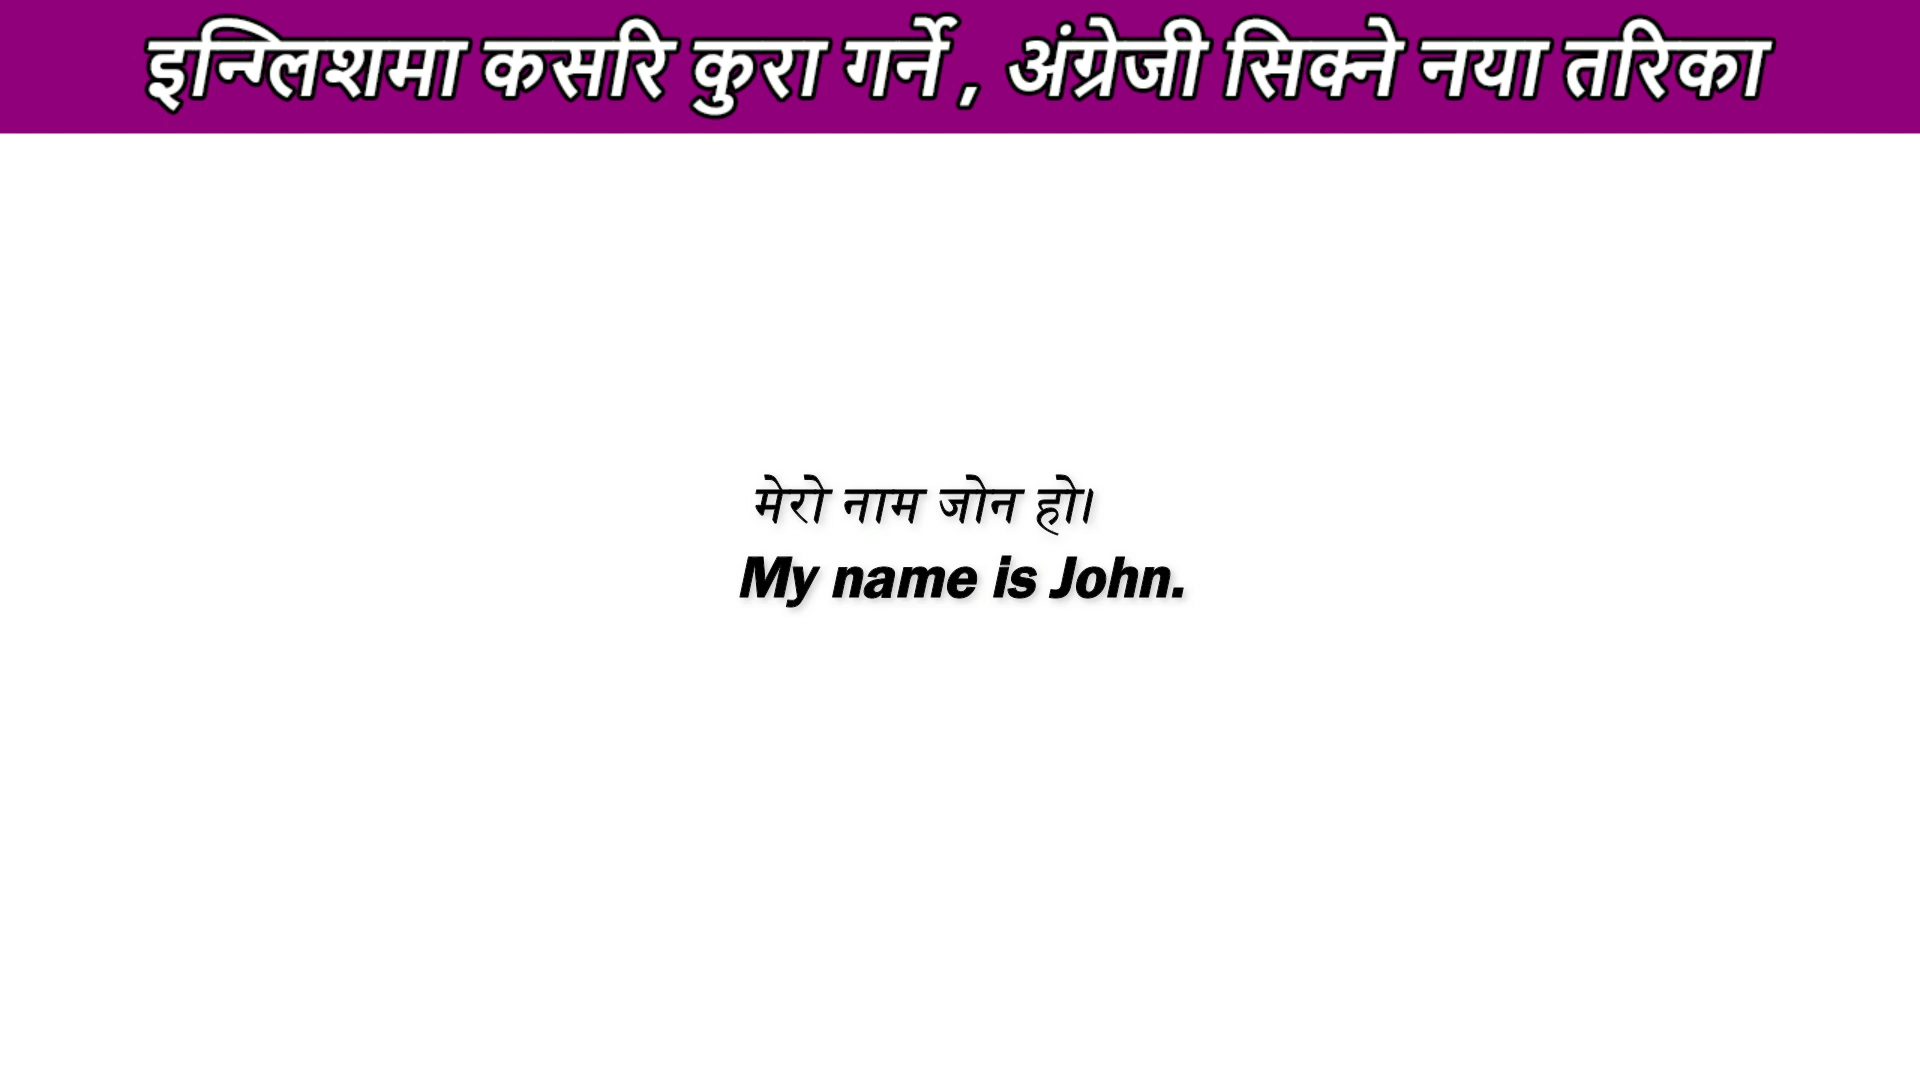 इन्ग्लिशमा कसरि कुरा गर्ने , अंग्रेजी सिक्ने नया तरिका
मेरो नाम जोन हो।
My name is John.